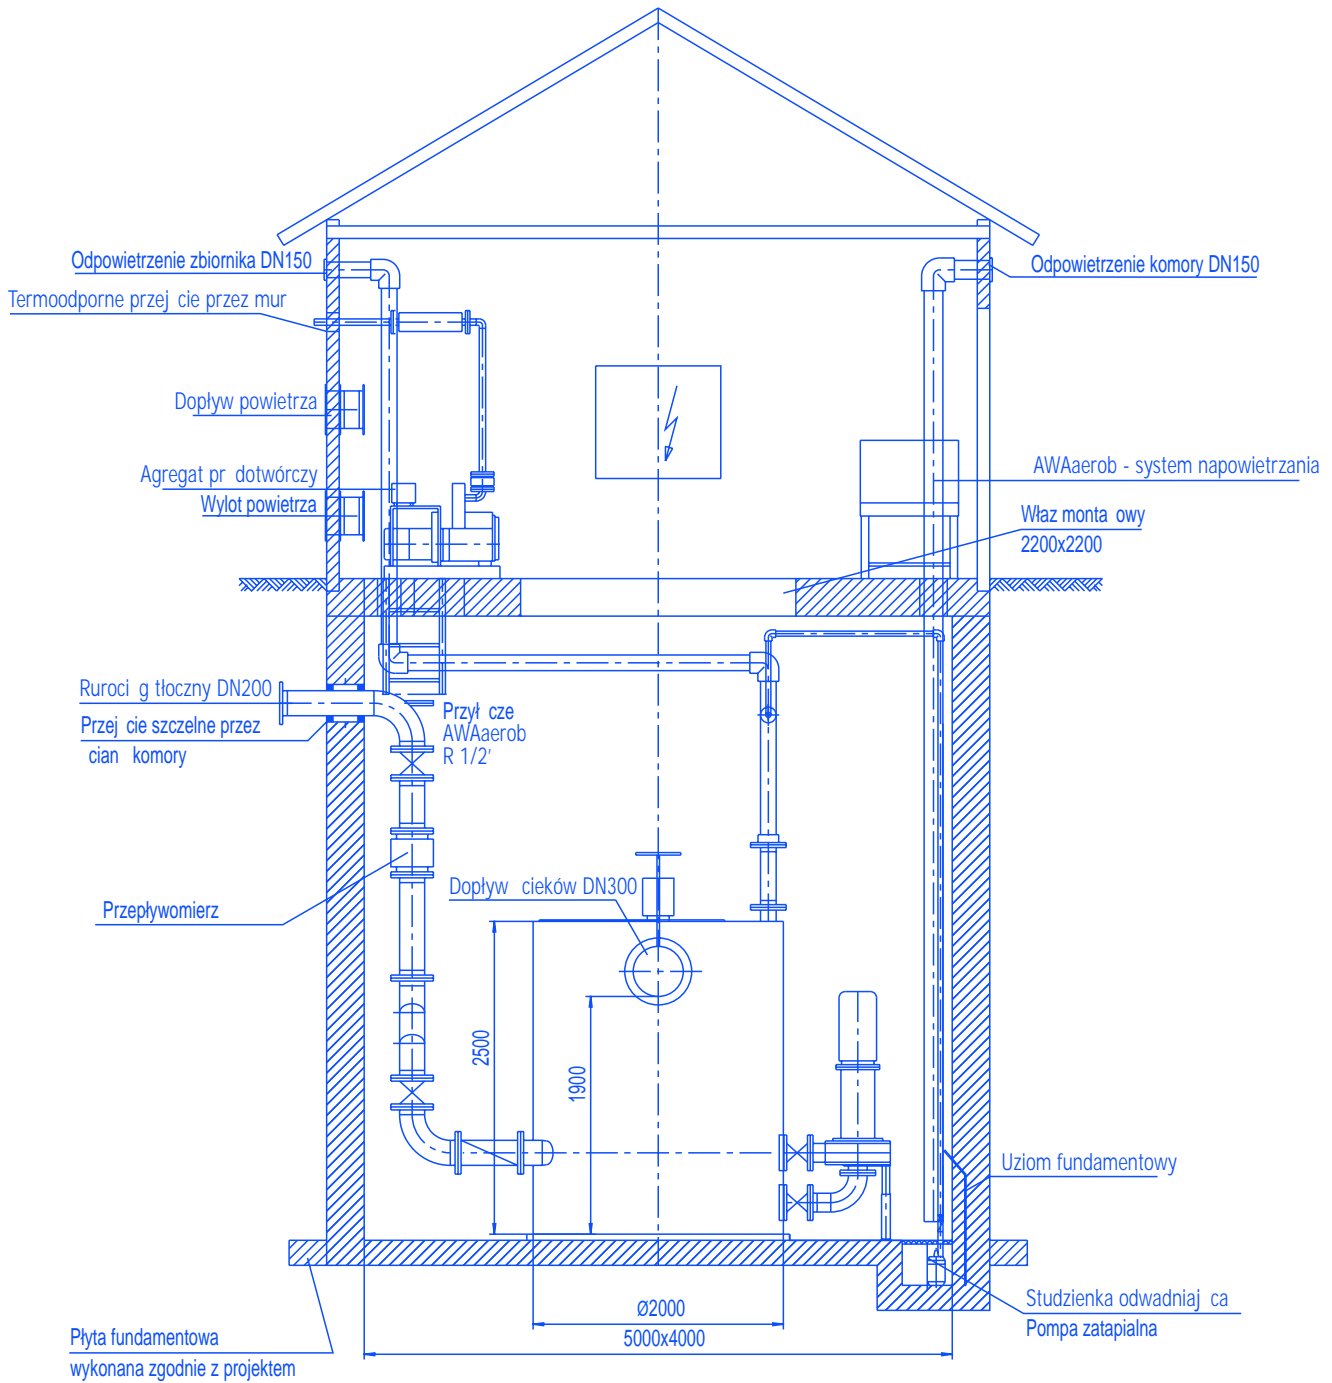 Odpowietrzenie zbiornika DN150
Odpowietrzenie komory DN150
Termoodporne przej cie przez mur
Dopływ powietrza
Agregat pr dotwórczy
Wylot powietrza
AWAaerob - system napowietrzania
Właz monta owy
2200x2200
Ruroci g tłoczny DN200
Przej cie szczelne przez
cian komory
Przył cze
AWAaerob
R 1/2'
Przepływomierz
Dopływ cieków DN300
2500
1900
Uziom fundamentowy
Studzienka odwadniaj ca
Pompa zatapialna
Ø2000
5000x4000
Płyta fundamentowa
wykonana zgodnie z projektem